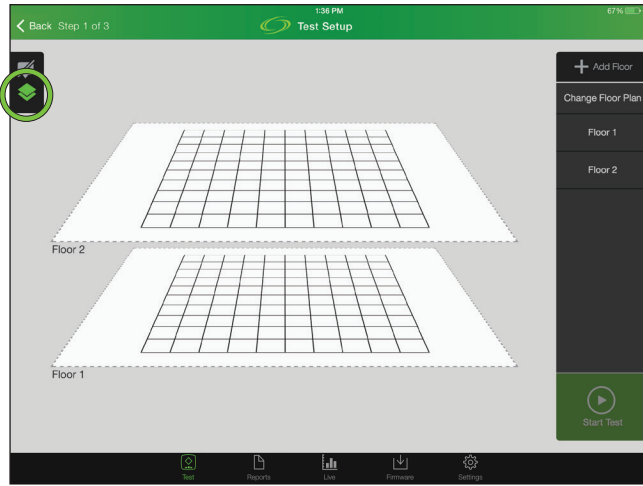 1:36 PM
67%
Back Step 1 of 3
Test Setup
Add Floor
Change Floor Plan
Floor 1
Floor 2
Floor 2
Floor 1
Start Test
Test
Reports
Live
Firmware
Settings